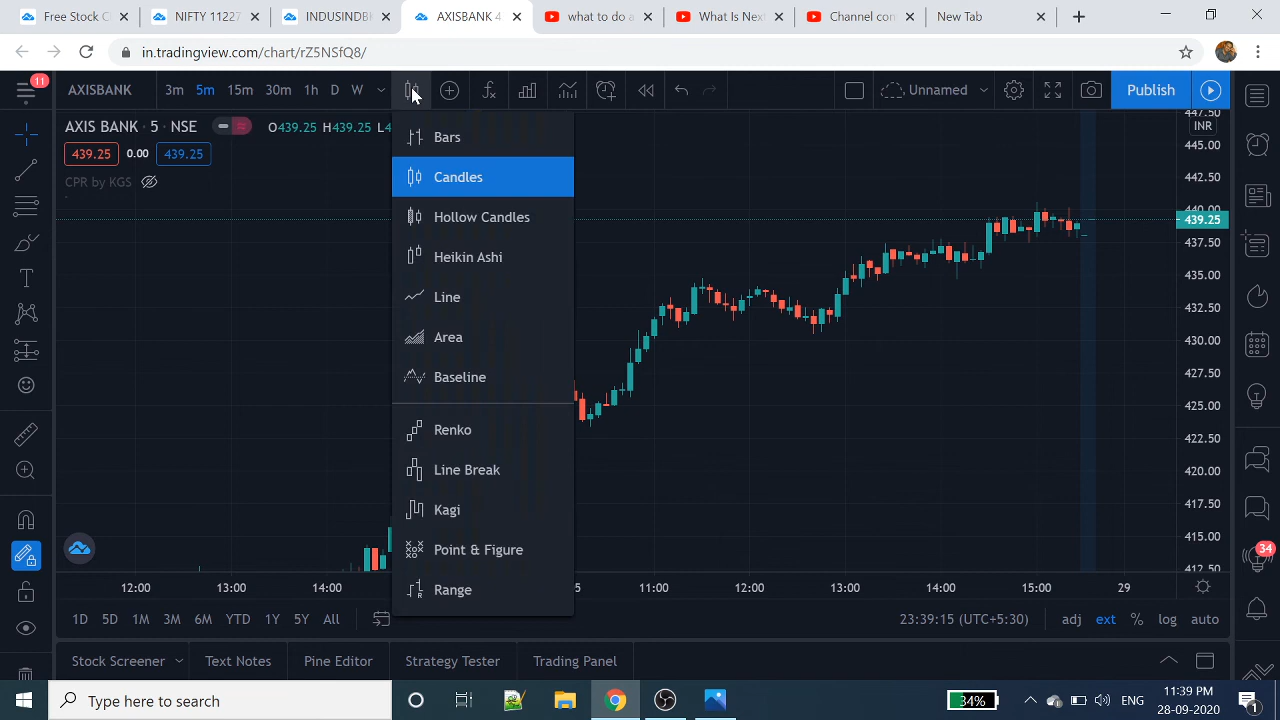 Free Stock C
NIFTY 11227
INDUSINDBK
AXISBANK 4
what to do a
What is Next
Channel con
New Tab
in.tradingview.com/chart/rZ5NSfQ8/
11
AXISBANK
3m 5m 15m 30m 1h D W
Unnamed
Publish
AXIS BANK · 5 · NSE
O439.25 H439.25 L4
439.25 0.00 439.25
CPR by KGS
Bars
Candles
Hollow Candles
Heikin Ashi
Line
Area
Baseline
Renko
Line Break
Kagi
Point & Figure
Range
447.50
INR
445.00
442.50
440.00
439.25
437.50
435.00
432.50
430.00
427.50
425.00
422.50
420.00
417.50
415.00
412.50
34
12:00 13:00 14:00 5 11:00 12:00 13:00 14:00 15:00 29
1D 5D 1M 3M 6M YTD 1Y 5Y All
23:39:15 (UTC+5:30) adj ext % log auto
Stock Screener Text Notes Pine Editor Strategy Tester Trading Panel
Type here to search
34%
ENG
11:39 PM
28-09-2020
1